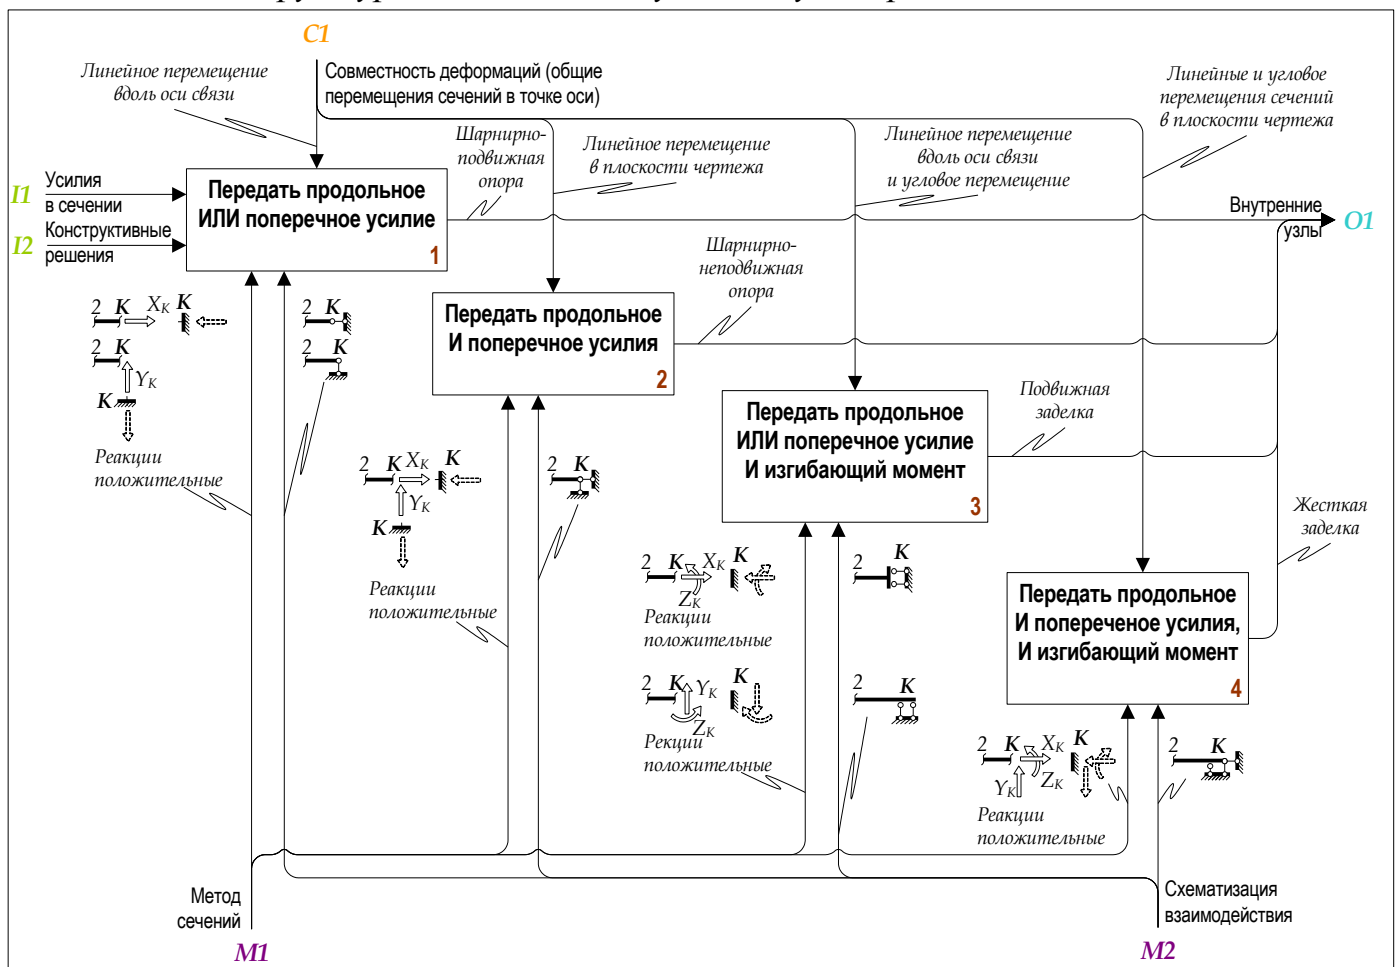 C1
Линейное перемещение
вдоль оси связи
Совместность деформаций (общие
перемещения сечений в точке оси)
Линейные и угловое
перемещения сечений
в плоскости чертежа
Шарнирно-
подвижная
опора
Линейное перемещение
в плоскости чертежа
Линейное перемещение
вдоль оси связи
и угловое перемещение
I1
Усилия
в сечении
I2
Конструктивные
решения
Передать продольное
ИЛИ поперечное усилие
1
Внутренние
узлы
O1
Шарнирно-
неподвижная
опора
2 K XK K
2 K
2 K
YK
K
2 K
Реакции
положительные
Передать продольное
И поперечное усилия
2
Подвижная
заделка
Передать продольное
ИЛИ поперечное усилие
И изгибающий момент
3
2 K XK K
YK
K
2 K
Реакции
положительные
Жесткая
заделка
2 K XK K
ZK
Реакции
положительные
2 K
2 K YK K
ZK
Рекции
положительные
2 K
Передать продольное
И попереченое усилия,
И изгибающий момент
4
2 K XK K
YK ZK
Реакции
положительные
2 K
Метод
сечений
M1
Схематизация
взаимодействия
M2